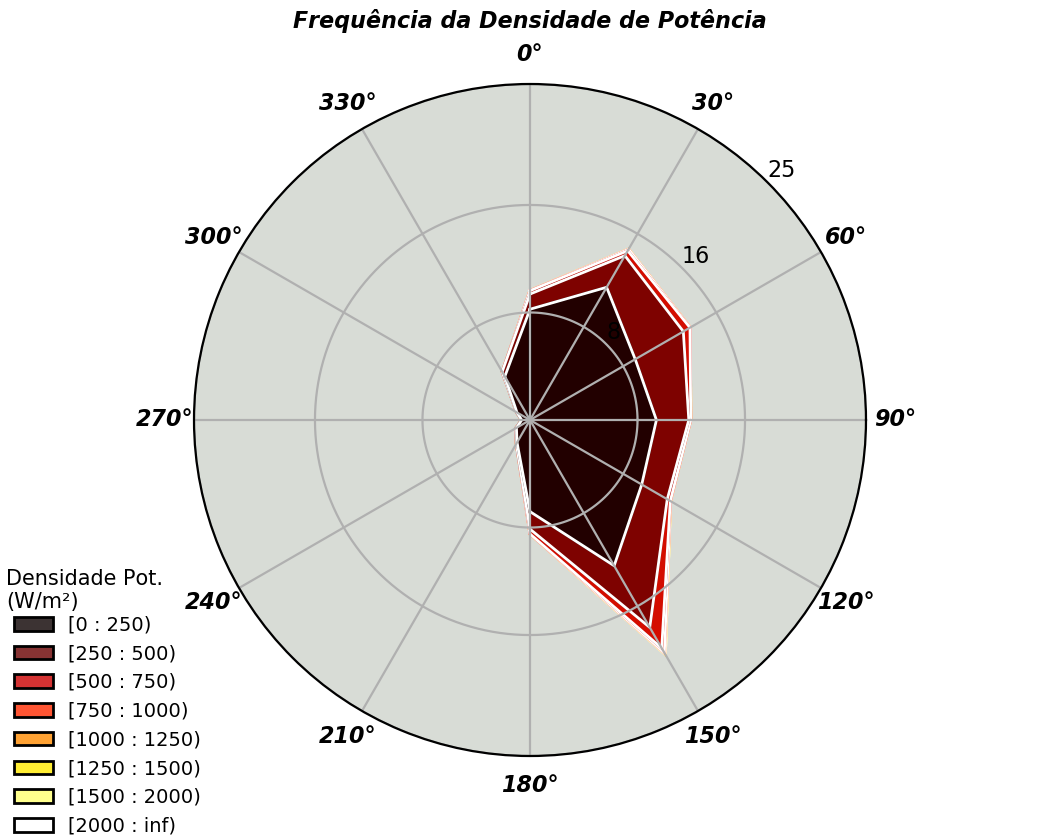 Frequência da Densidade de Potência
0°
330°
30°
25
300°
60°
16
8
270°
90°
240°
120°
210°
150°
180°
Densidade Pot.
(W/m²)
[0 : 250)
[250 : 500)
[500 : 750)
[750 : 1000)
[1000 : 1250)
[1250 : 1500)
[1500 : 2000)
[2000 : inf)